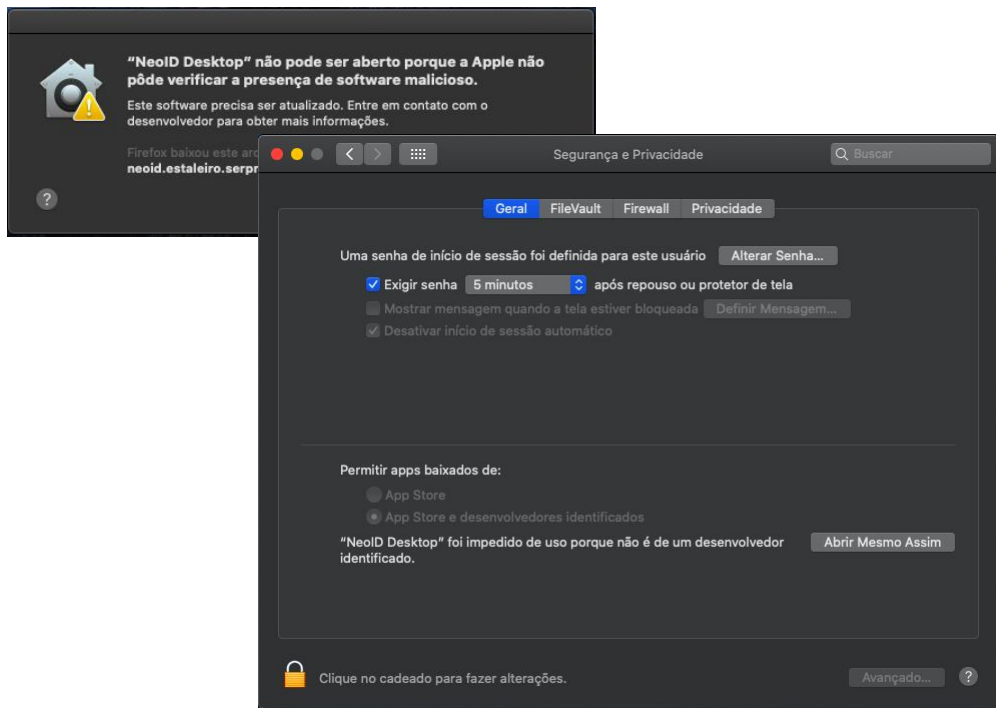 “NeoID Desktop” não pode ser aberto porque a Apple não
pôde verificar a presença de software malicioso.
Este software precisa ser atualizado. Entre em contato com o
desenvolvedor para obter mais informações.
Firefox baixou este
neoid.estaleiro.
?
Segurança e Privacidade
Buscar
Geral FileVault Firewall Privacidade
Uma senha de início de sessão foi definida para este usuário Alterar Senha...
Exigir senha 5 minutos após repouso ou protetor de tela
Mostrar mensagem quando a tela estiver bloqueada Definir Mensagem...
Desativar início de sessão automático
Permitir apps baixados de:
App Store
App Store e desenvolvedores identificados
“NeoID Desktop” foi impedido de uso porque não é de um desenvolvedor Abrir Mesmo Assim
identificado.
Clique no cadeado para fazer alterações. Avançado... ?